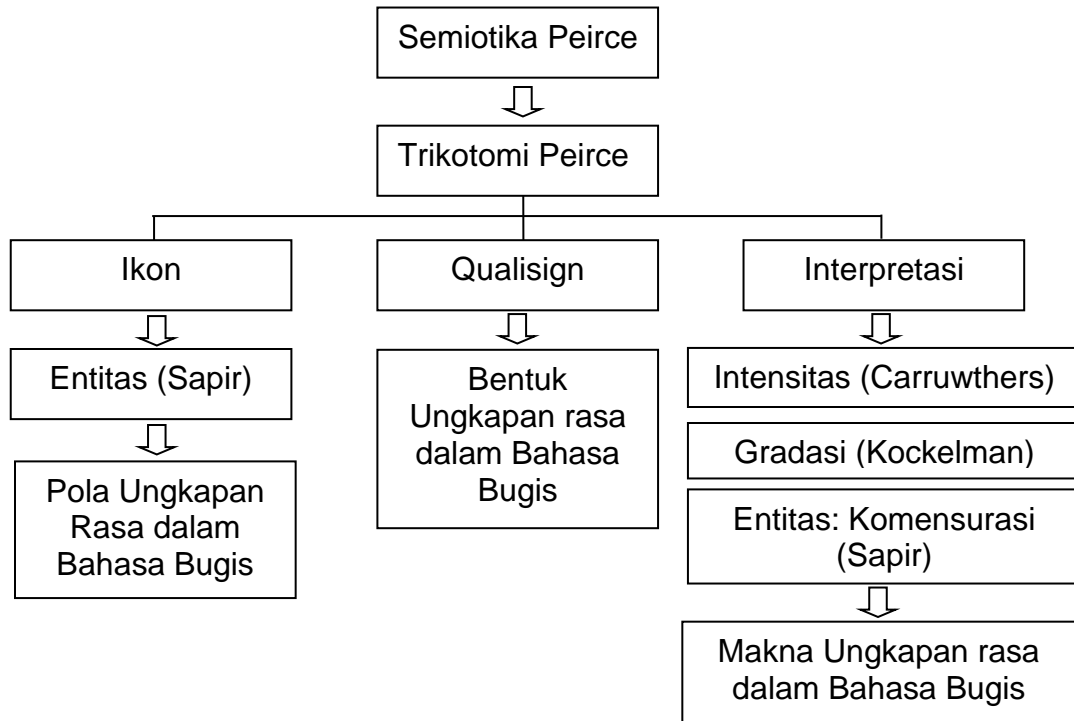 Semiotika Peirce
Trikotomi Peirce
Ikon
Qualisign
Interpretasi
Entitas (Sapir)
Pola Ungkapan
Rasa dalam
Bahasa Bugis
Bentuk
Ungkapan rasa
dalam Bahasa
Bugis
Intensitas (Carruwthers)
Gradasi (Kockelman)
Entitas: Komensurasi
(Sapir)
Makna Ungkapan rasa
dalam Bahasa Bugis